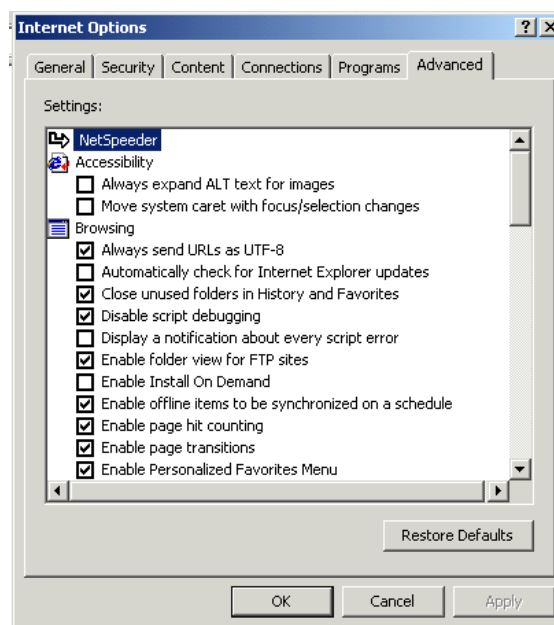 Internet Options
General
Security
Content
Connections
Programs
Advanced
Settings:
NetSpeeder
Accessibility
Always expand ALT text for images
Move system caret with focus/selection changes
Browsing
Always send URLs as UTF-8
Automatically check for Internet Explorer updates
Close unused folders in History and Favorites
Disable script debugging
Display a notification about every script error
Enable folder view for FTP sites
Enable Install On Demand
Enable offline items to be synchronized on a schedule
Enable page hit counting
Enable page transitions
Enable Personalized Favorites Menu
Restore Defaults
OK
Cancel
Apply